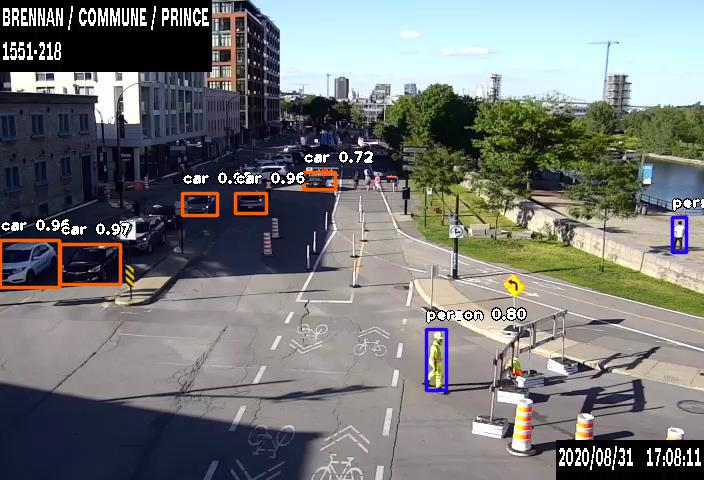 BRENNAN / COMMUNE / PRINCE
1551-218
car 0.72
car 0.96
car 0.96
car 0.97
person 0.80
2020/08/31 17:08:11